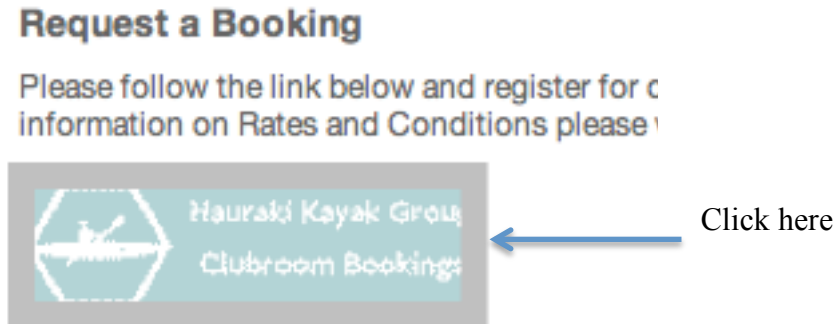 Request a Booking
Please follow the link below and register for
information on Rates and Conditions please
Hauraki Kayak Grou
Clubroom Bookings
Click here